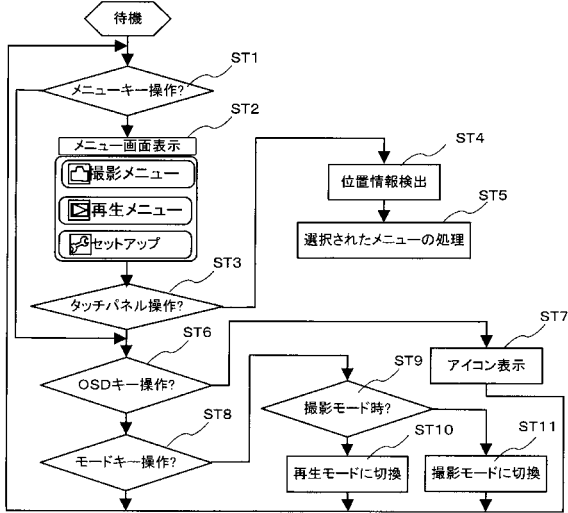 待機
ST1
メニューキー操作?
ST2
メニュー画面表示
撮影メニュー
再生メニュー
セットアップ
ST4
位置情報検出
ST5
選択されたメニューの処理
ST3
タッチパネル操作?
ST6
OSDキー操作?
ST7
アイコン表示
ST9
撮影モード時?
ST8
モードキー操作?
ST10
再生モードに切換
ST11
撮影モードに切換